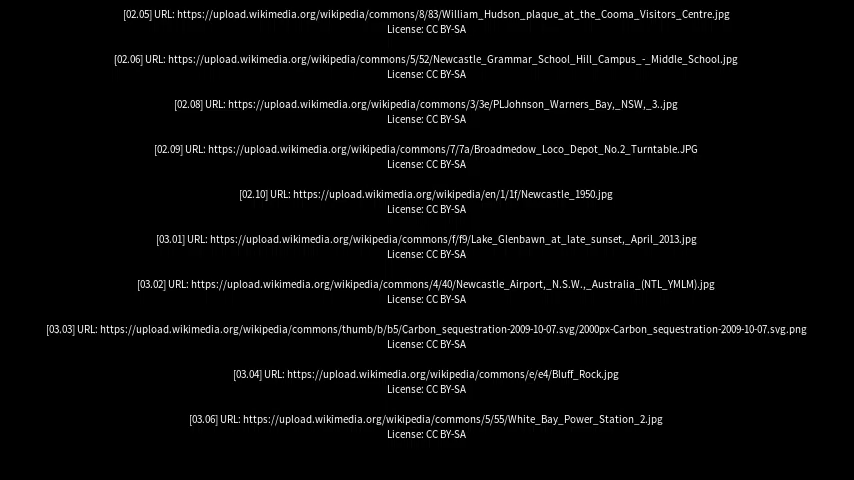 [02.05] URL: https://upload.wikimedia.org/wikipedia/commons/8/83/William_Hudson_plaque_at_the_Cooma_Visitors_Centre.jpg
License: CC BY-SA
[02.06] URL: https://upload.wikimedia.org/wikipedia/commons/5/52/Newcastle_Grammar_School_Hill_Campus_-_Middle_School.jpg
License: CC BY-SA
[02.08] URL: https://upload.wikimedia.org/wikipedia/commons/3/3e/PLJohnson_Warners_Bay,_NSW,_3..jpg
License: CC BY-SA
[02.09] URL: https://upload.wikimedia.org/wikipedia/commons/7/7a/Broadmedow_Loco_Depot_No.2_Turntable.JPG
License: CC BY-SA
[02.10] URL: https://upload.wikimedia.org/wikipedia/en/1/1f/Newcastle_1950.jpg
License: CC BY-SA
[03.01] URL: https://upload.wikimedia.org/wikipedia/commons/f/f9/Lake_Glenbawn_at_late_sunset,_April_2013.jpg
License: CC BY-SA
[03.02] URL: https://upload.wikimedia.org/wikipedia/commons/4/40/Newcastle_Airport,_N.S.W.,_Australia_(NTL_YMLM).jpg
License: CC BY-SA
[03.03] URL: https://upload.wikimedia.org/wikipedia/commons/thumb/b/b5/Carbon_sequestration-2009-10-07.svg/2000px-Carbon_sequestration-2009-10-07.svg.png
License: CC BY-SA
[03.04] URL: https://upload.wikimedia.org/wikipedia/commons/e/e4/Bluff_Rock.jpg
License: CC BY-SA
[03.06] URL: https://upload.wikimedia.org/wikipedia/commons/5/55/White_Bay_Power_Station_2.jpg
License: CC BY-SA